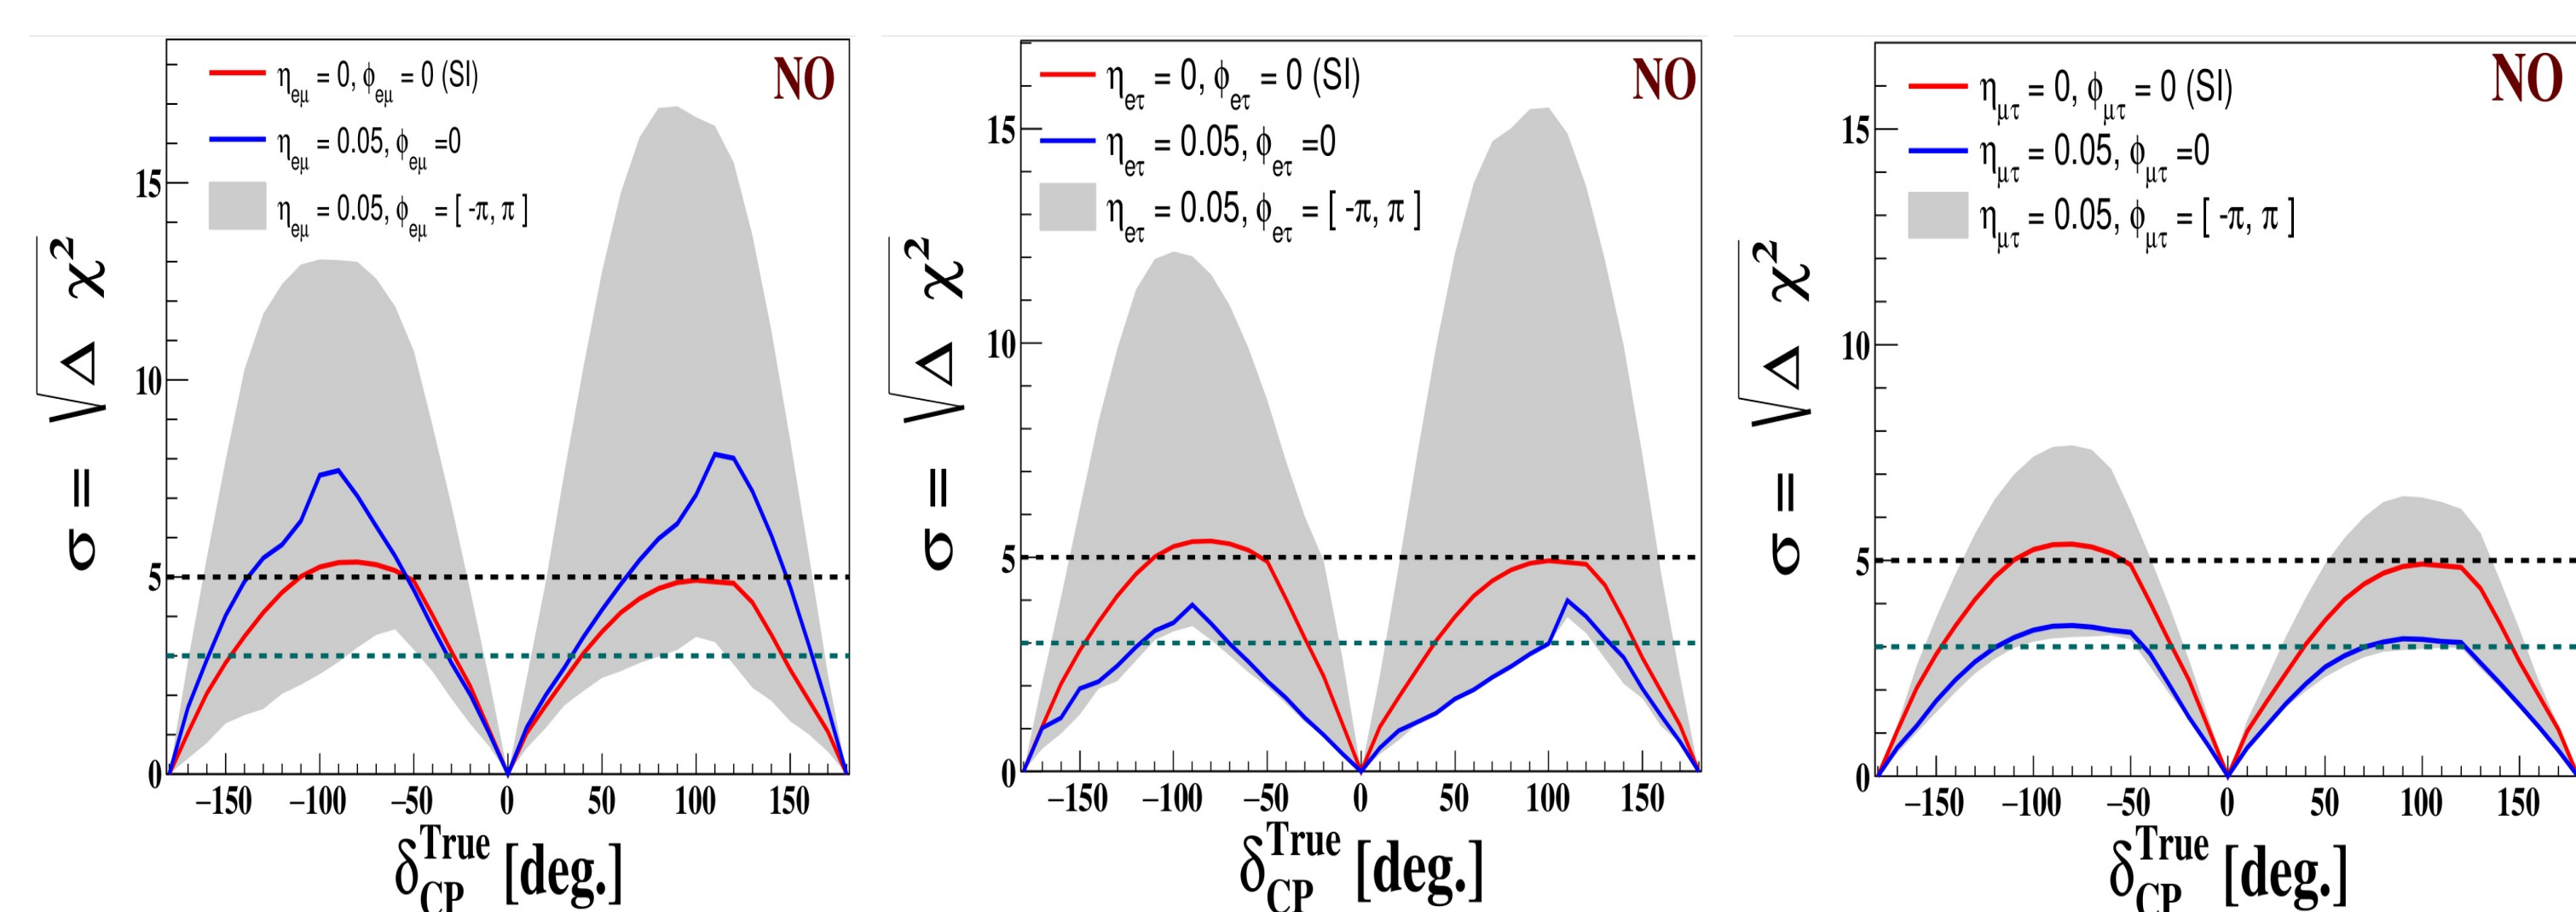 NO
η_eμ = 0, ϕ_eμ = 0 (SI)
η_eμ = 0.05, ϕ_eμ =0
η_eμ = 0.05, ϕ_eμ = [ -π, π ]
σ = √Δ χ²
15
10
5
0
−150 −100 −50 0 50 100 150
δ_CP^True [deg.]
NO
η_eτ = 0, ϕ_eτ = 0 (SI)
η_eτ = 0.05, ϕ_eτ =0
η_eτ = 0.05, ϕ_eτ = [ -π, π ]
σ = √Δ χ²
15
10
5
0
−150 −100 −50 0 50 100 150
δ_CP^True [deg.]
NO
η_μτ = 0, ϕ_μτ = 0 (SI)
η_μτ = 0.05, ϕ_μτ =0
η_μτ = 0.05, ϕ_μτ = [ -π, π ]
σ = √Δ χ²
15
10
5
0
−150 −100 −50 0 50 100 150
δ_CP^True [deg.]